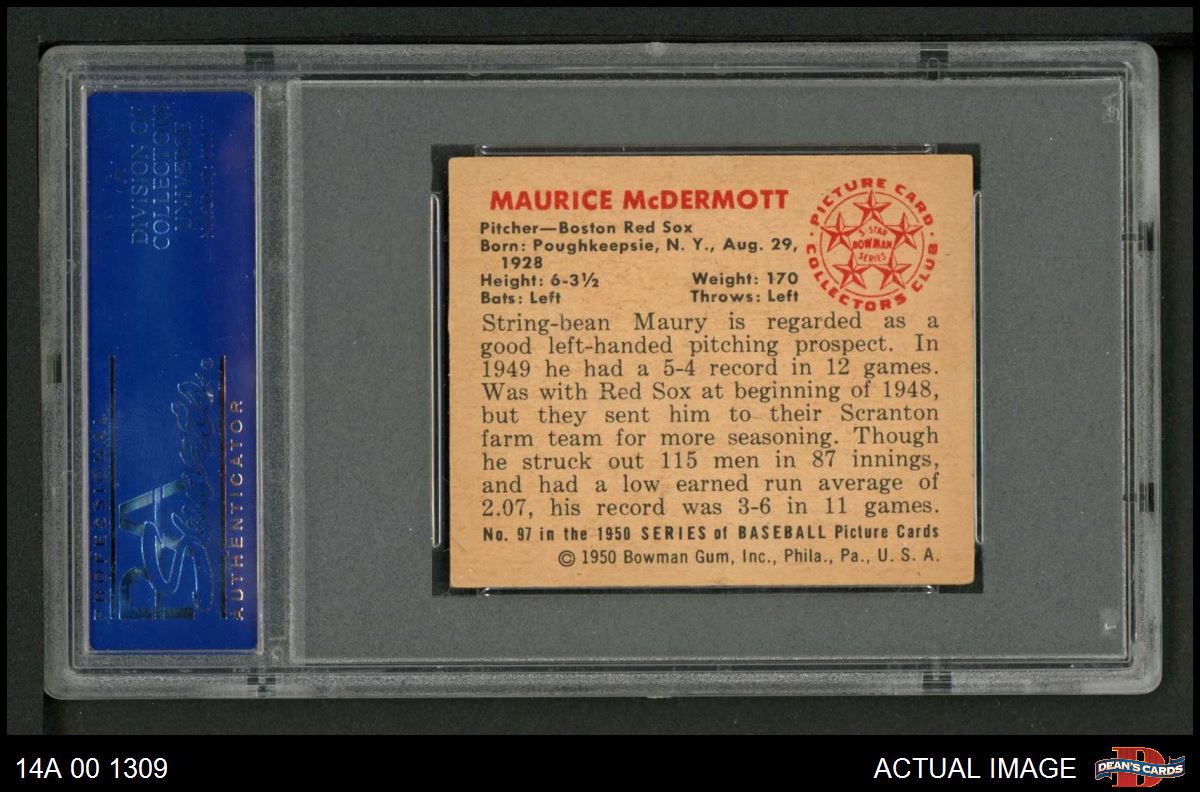 A
DIVISION OF
COLLECTORS
UNIVERSE
PROFESSIONAL
PSA
AUTHENTICATOR
MAURICE McDERMOTT
Pitcher—Boston Red Sox
Born: Poughkeepsie, N. Y., Aug. 29,
1928
Height: 6-3½ Weight: 170
Bats: Left Throws: Left
PICTURE CARD
COLLECTORS CLUB
5-STAR
BOWMAN
SERIES
String-bean Maury is regarded as a
good left-handed pitching prospect. In
1949 he had a 5-4 record in 12 games.
Was with Red Sox at beginning of 1948,
but they sent him to their Scranton
farm team for more seasoning. Though
he struck out 115 men in 87 innings,
and had a low earned run average of
2.07, his record was 3-6 in 11 games.
No. 97 in the 1950 SERIES of BASEBALL Picture Cards
© 1950 Bowman Gum, Inc., Phila., Pa., U. S. A.
14A 00 1309
ACTUAL IMAGE
DEAN'S CARDS